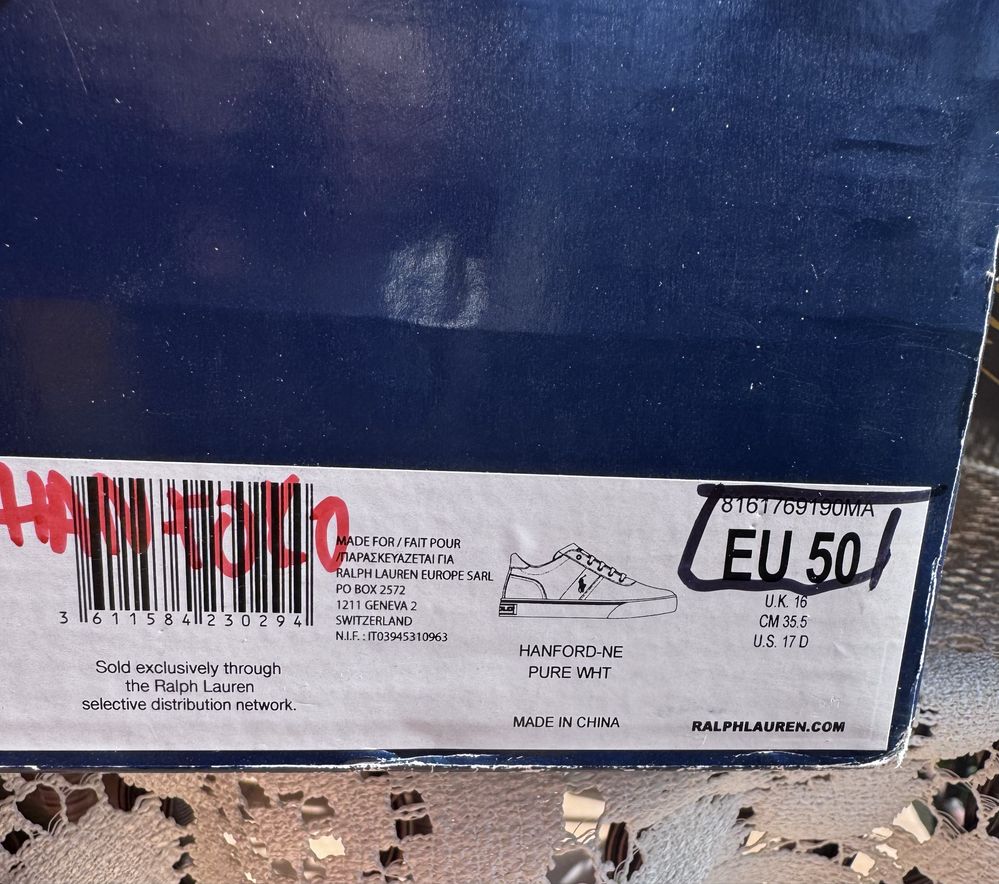 3 611584 230294
Sold exclusively through
the Ralph Lauren
selective distribution network.
MADE FOR / FAIT POUR
/ΠΑΡΑΣΚΕΥΑΖΕΤΑΙ ΓΙΑ
RALPH LAUREN EUROPE SARL
PO BOX 2572
1211 GENEVA 2
SWITZERLAND
N.I.F. : IT03945310963
HANFORD-NE
PURE WHT
MADE IN CHINA
8161769190MA
EU 50
U.K. 16
CM 35.5
U.S. 17 D
RALPHLAUREN.COM